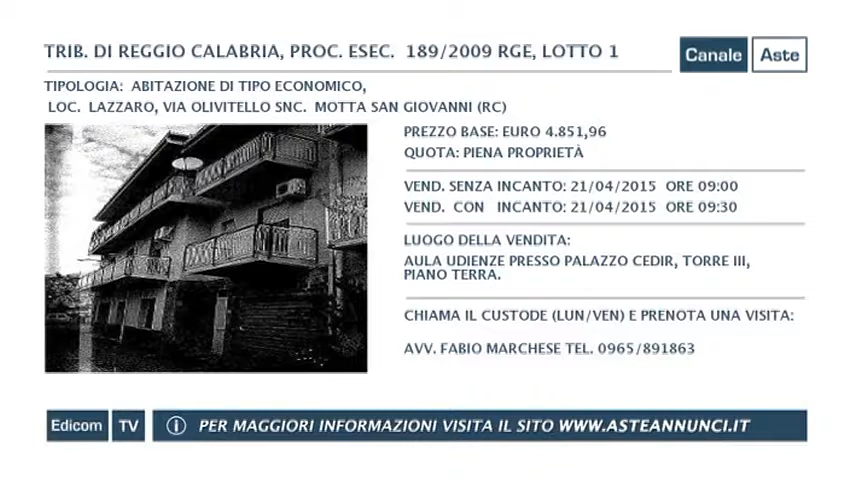 TRIB. DI REGGIO CALABRIA, PROC. ESEC. 189/2009 RGE, LOTTO 1
Canale Aste
TIPOLOGIA: ABITAZIONE DI TIPO ECONOMICO,
LOC. LAZZARO, VIA OLIVITELLO SNC. MOTTA SAN GIOVANNI (RC)
PREZZO BASE: EURO 4.851,96
QUOTA: PIENA PROPRIETÀ
VEND. SENZA INCANTO: 21/04/2015 ORE 09:00
VEND. CON INCANTO: 21/04/2015 ORE 09:30
LUOGO DELLA VENDITA:
AULA UDIENZE PRESSO PALAZZO CEDIR, TORRE III,
PIANO TERRA.
CHIAMA IL CUSTODE (LUN/VEN) E PRENOTA UNA VISITA:
AVV. FABIO MARCHESE TEL. 0965/891863
Edicom TV i PER MAGGIORI INFORMAZIONI VISITA IL SITO WWW.ASTEANNUNCI.IT